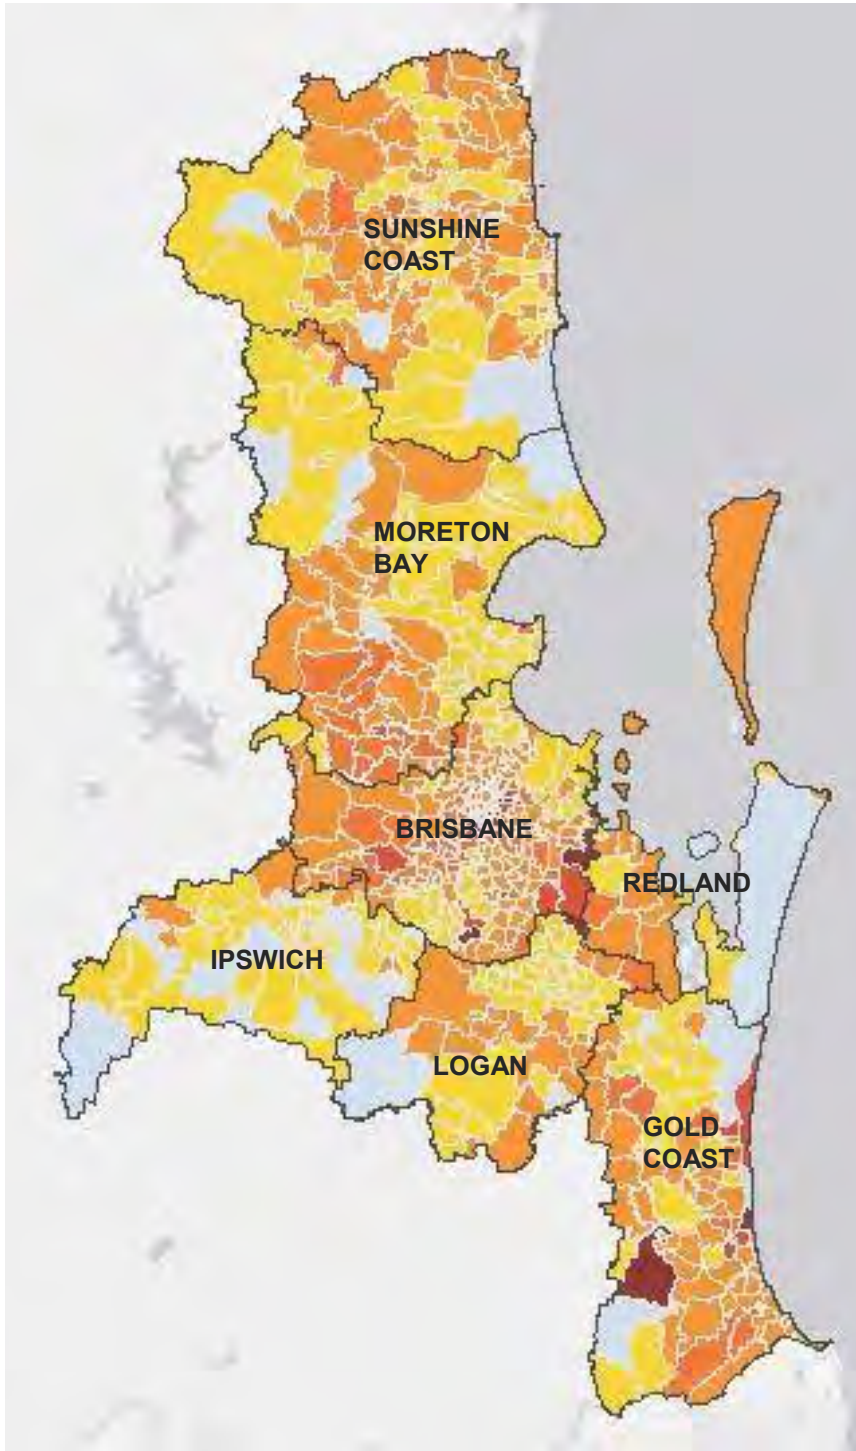 SUNSHINE
COAST
MORETON
BAY
BRISBANE
REDLAND
IPSWICH
LOGAN
GOLD
COAST